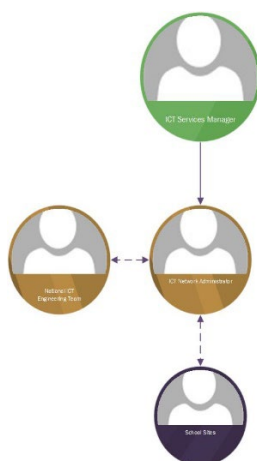 ICT Services Manager
National ICT
Engineering Team
ICT Network Administrator
School Sites